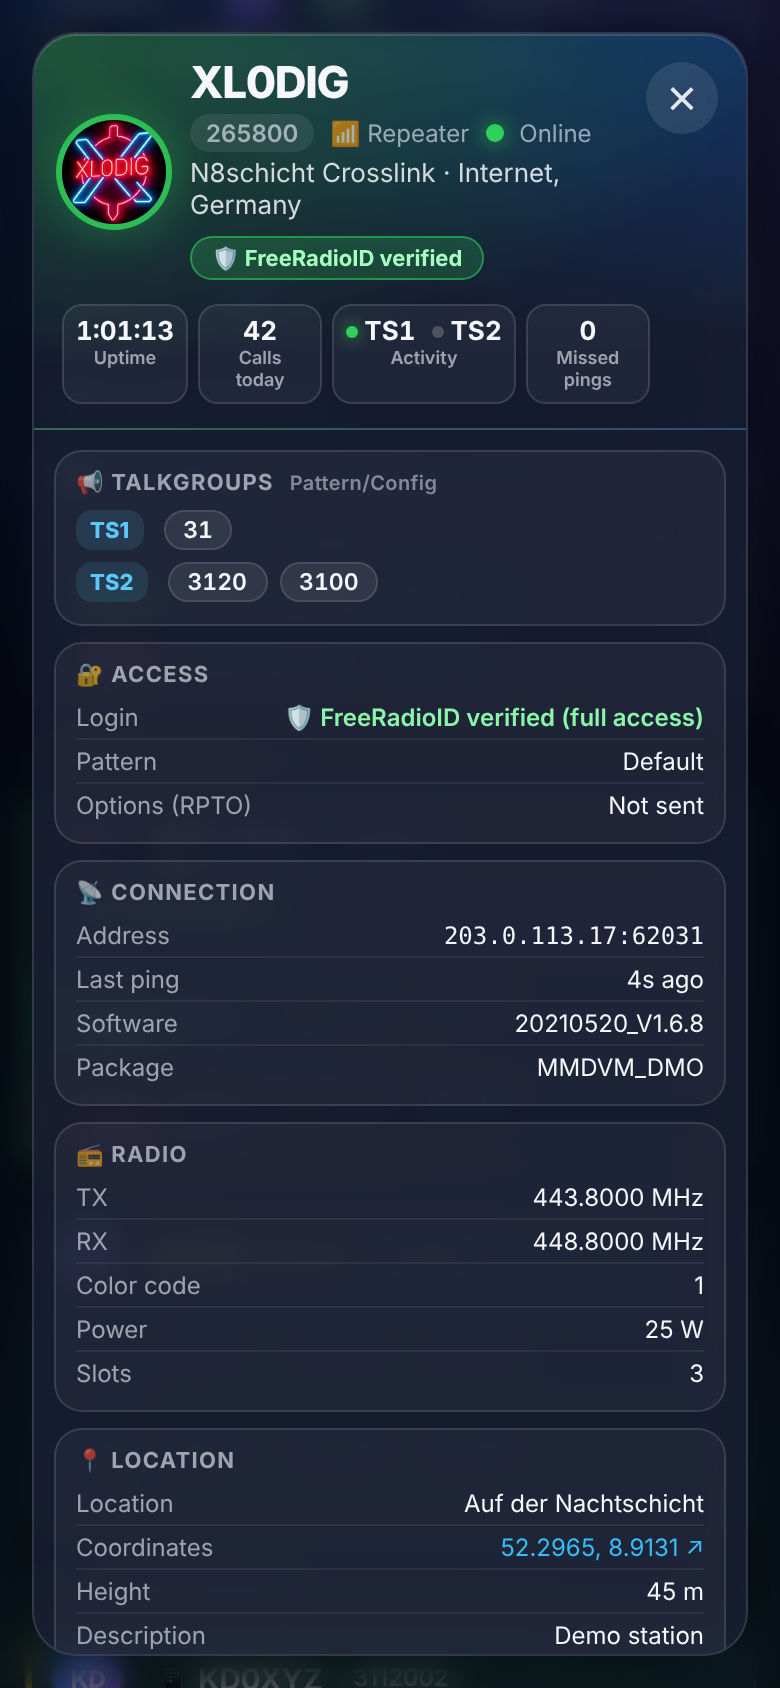 XL0DIG
265800 Repeater Online
N8schicht Crosslink · Internet,
Germany
XLODIG
FreeRadioID verified
1:01:13
Uptime
42
Calls
today
TS1 TS2
Activity
0
Missed
pings
TALKGROUPS Pattern/Config
TS1 31
TS2 3120 3100
ACCESS
Login FreeRadioID verified (full access)
Pattern Default
Options (RPTO) Not sent
CONNECTION
Address 203.0.113.17:62031
Last ping 4s ago
Software 20210520_V1.6.8
Package MMDVM_DMO
RADIO
TX 443.8000 MHz
RX 448.8000 MHz
Color code 1
Power 25 W
Slots 3
LOCATION
Location Auf der Nachtschicht
Coordinates 52.2965, 8.9131 ↗
Height 45 m
Description Demo station
KD KD0XYZ 3112002